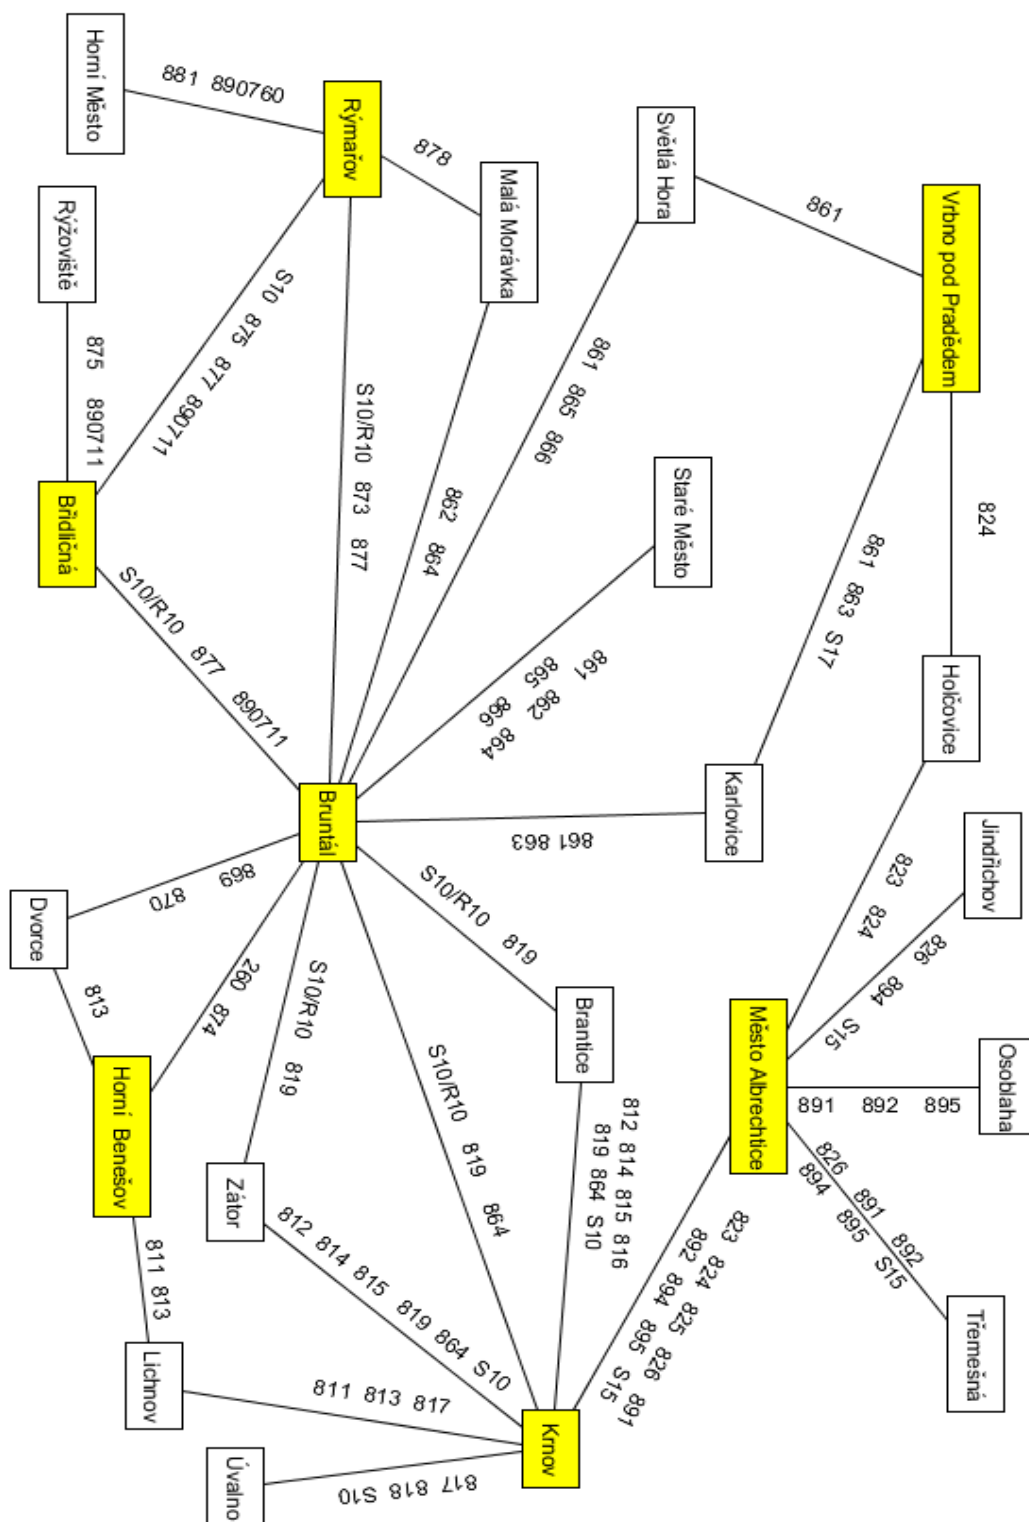 Horní Město
881 890760
Rýmařov
878
Malá Morávka
Světlá Hora
861
Vrbno pod Pradědem
Rýžoviště
875 890711
S10 875 877 890711
Břidličná
S10/R10 873 877
862 864
861 865 866
Staré Město
861 863 S17
824
Holčovice
S10/R10 877 890711
861
865 862
866 864
Karlovice
Bruntál
861 863
823 824
Jindřichov
826 894 S15
Dvorce
869
870
813
260 874
Horní Benešov
S10/R10 819
Zátor
S10/R10 819
Brantice
S10/R10 819 864
812 814 815 816
819 864 S10
Město Albrechtice
891 892 895
Osoblaha
826 891 892
894 895 S15
Třemešná
811 813
Lichnov
812 814 815 819 864 S10
823 824 825 826 891
892 894 895 S15
811 813 817
Krnov
817 818 S10
Úvalno